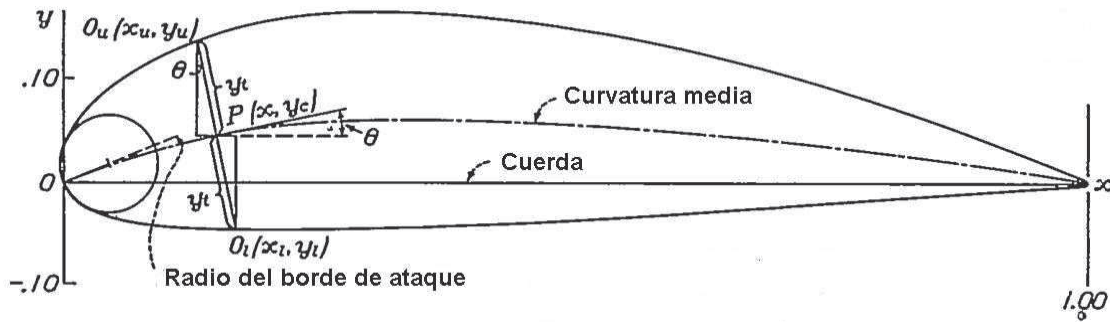 y
O_u (x_u, y_u)
θ
.10
y_t
P (x, y_c)
Curvatura media
θ
Cuerda
0
x
y_t
O_l (x_l, y_l)
Radio del borde de ataque
-.10
1.00